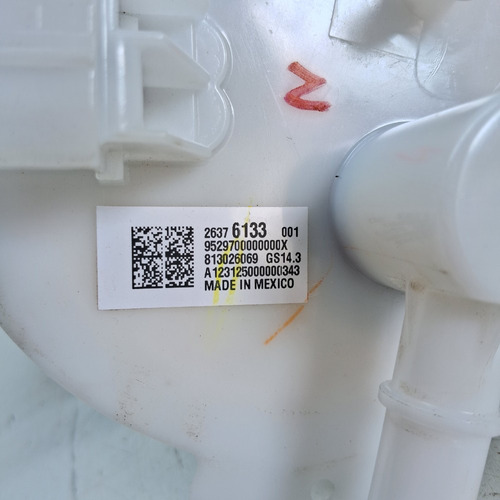 N
2637 6133 001
9529700000000X
813026069 GS14.3
A123125000000343
MADE IN MEXICO